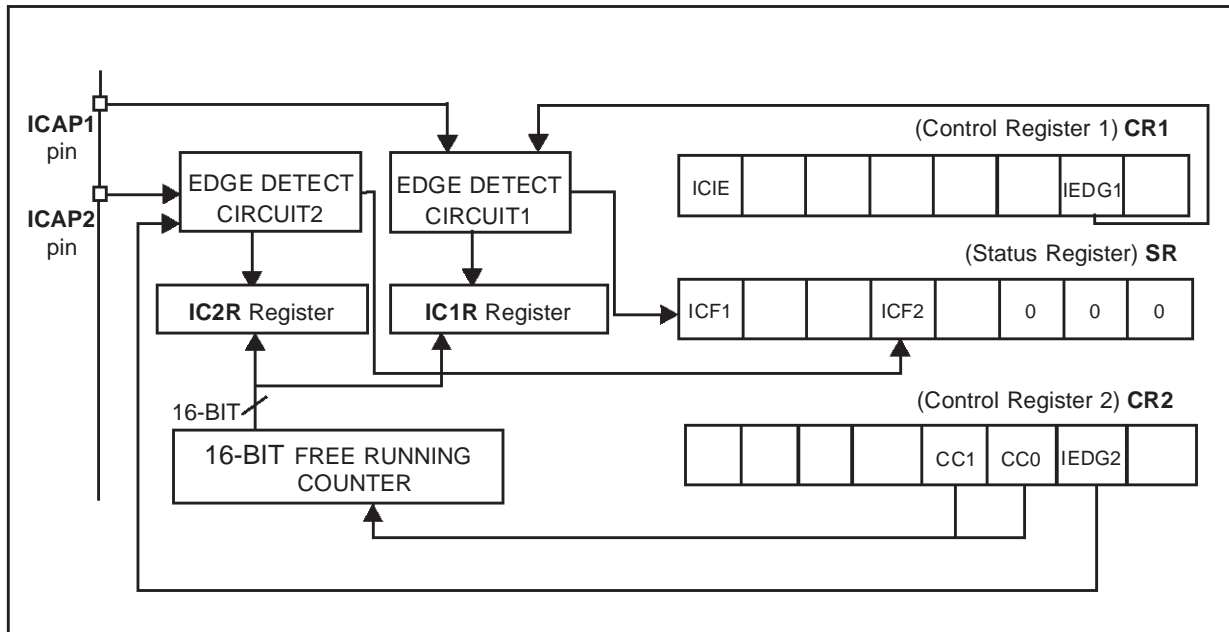 ICAP1
pin
ICAP2
pin
EDGE DETECT
CIRCUIT2
EDGE DETECT
CIRCUIT1
IC2R Register
IC1R Register
16-BIT
16-BIT FREE RUNNING
COUNTER
(Control Register 1) CR1
ICIE IEDG1
(Status Register) SR
ICF1 ICF2 0 0 0
(Control Register 2) CR2
CC1 CC0 IEDG2